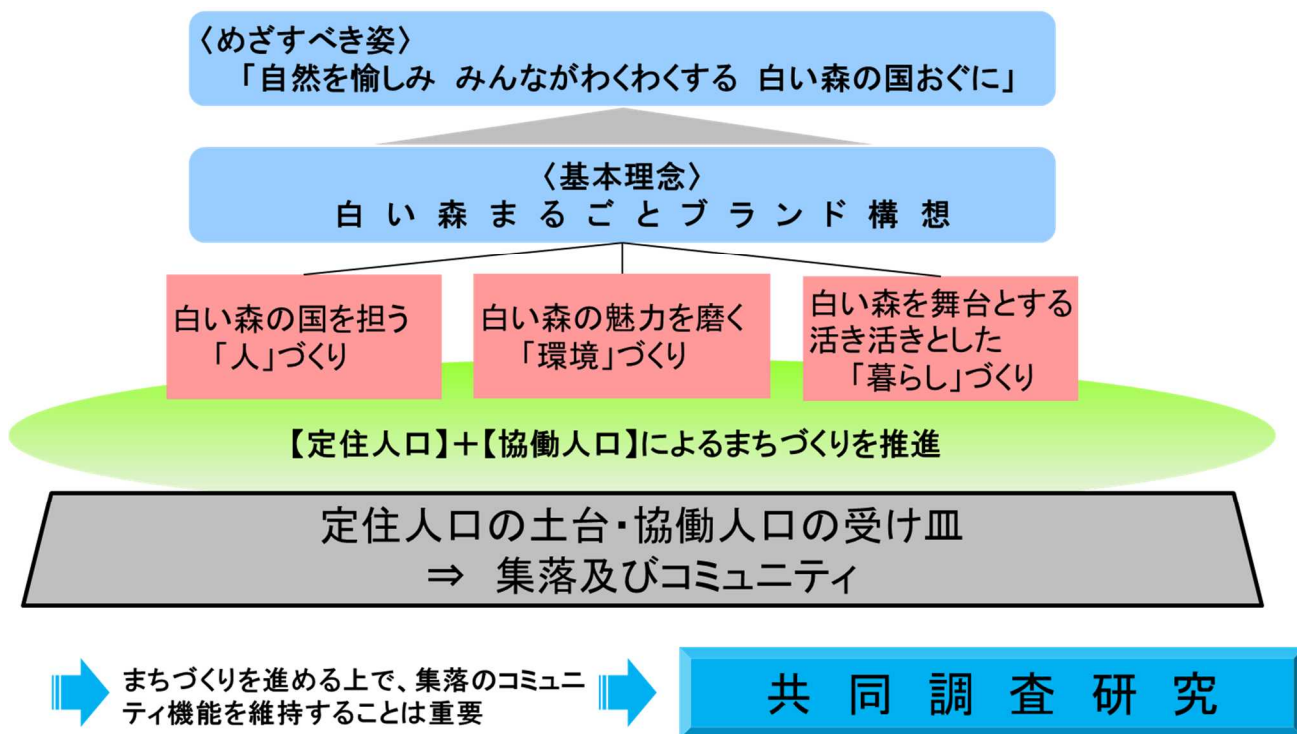 〈めざすべき姿〉
「自然を愉しみ みんながわくわくする 白い森の国おぐに」
〈基本理念〉
白い森まるごとブランド構想
白い森の国を担う
「人」づくり
白い森の魅力を磨く
「環境」づくり
白い森を舞台とする
活き活きとした
「暮らし」づくり
【定住人口】＋【協働人口】によるまちづくりを推進
定住人口の土台・協働人口の受け皿
⇒ 集落及びコミュニティ
まちづくりを進める上で、集落のコミュニ
ティ機能を維持することは重要
共同調査研究